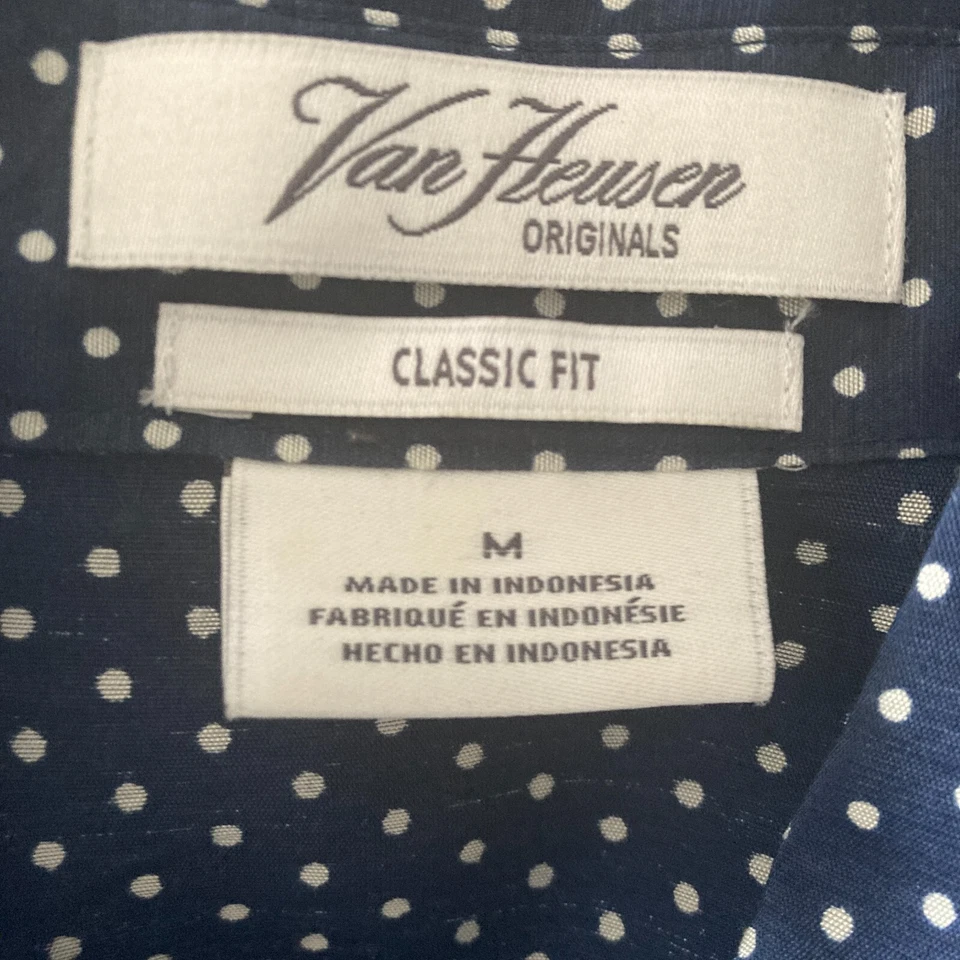 Van Heusen
ORIGINALS
CLASSIC FIT
M
MADE IN INDONESIA
FABRIQUÉ EN INDONÉSIE
HECHO EN INDONESIA